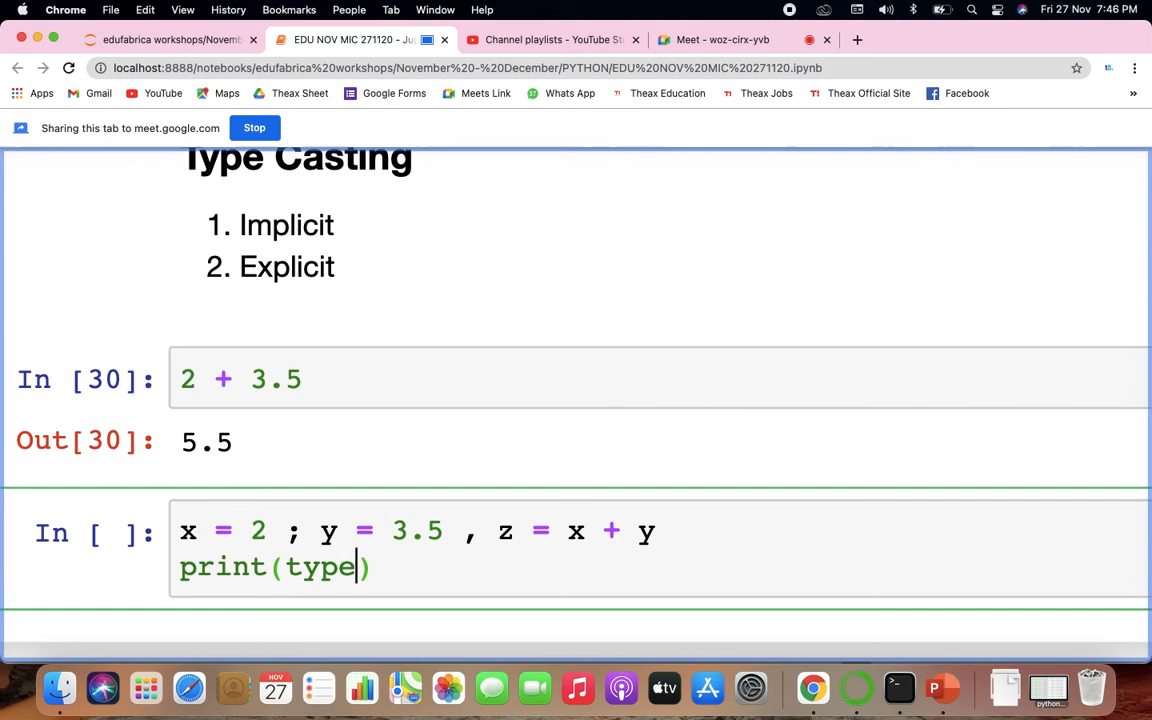 Chrome File Edit View History Bookmarks People Tab Window Help Fri 27 Nov 7:46 PM
edufabrica workshops/Novemb EDU NOV MIC 271120 - Ju Channel playlists - YouTube St Meet - woz-cirx-yvb
localhost:8888/notebooks/edufabrica%20workshops/November%20-%20December/PYTHON/EDU%20NOV%20MIC%20271120.ipynb
Apps Gmail YouTube Maps Theax Sheet Google Forms Meets Link Whats App Theax Education Theax Jobs Theax Official Site Facebook »
Sharing this tab to meet.google.com Stop
Type Casting
1. Implicit
2. Explicit
In [30]: 2 + 3.5
Out[30]: 5.5
In [ ]: x = 2 ; y = 3.5 , z = x + y
print(type)
NOV
27
tv
python...